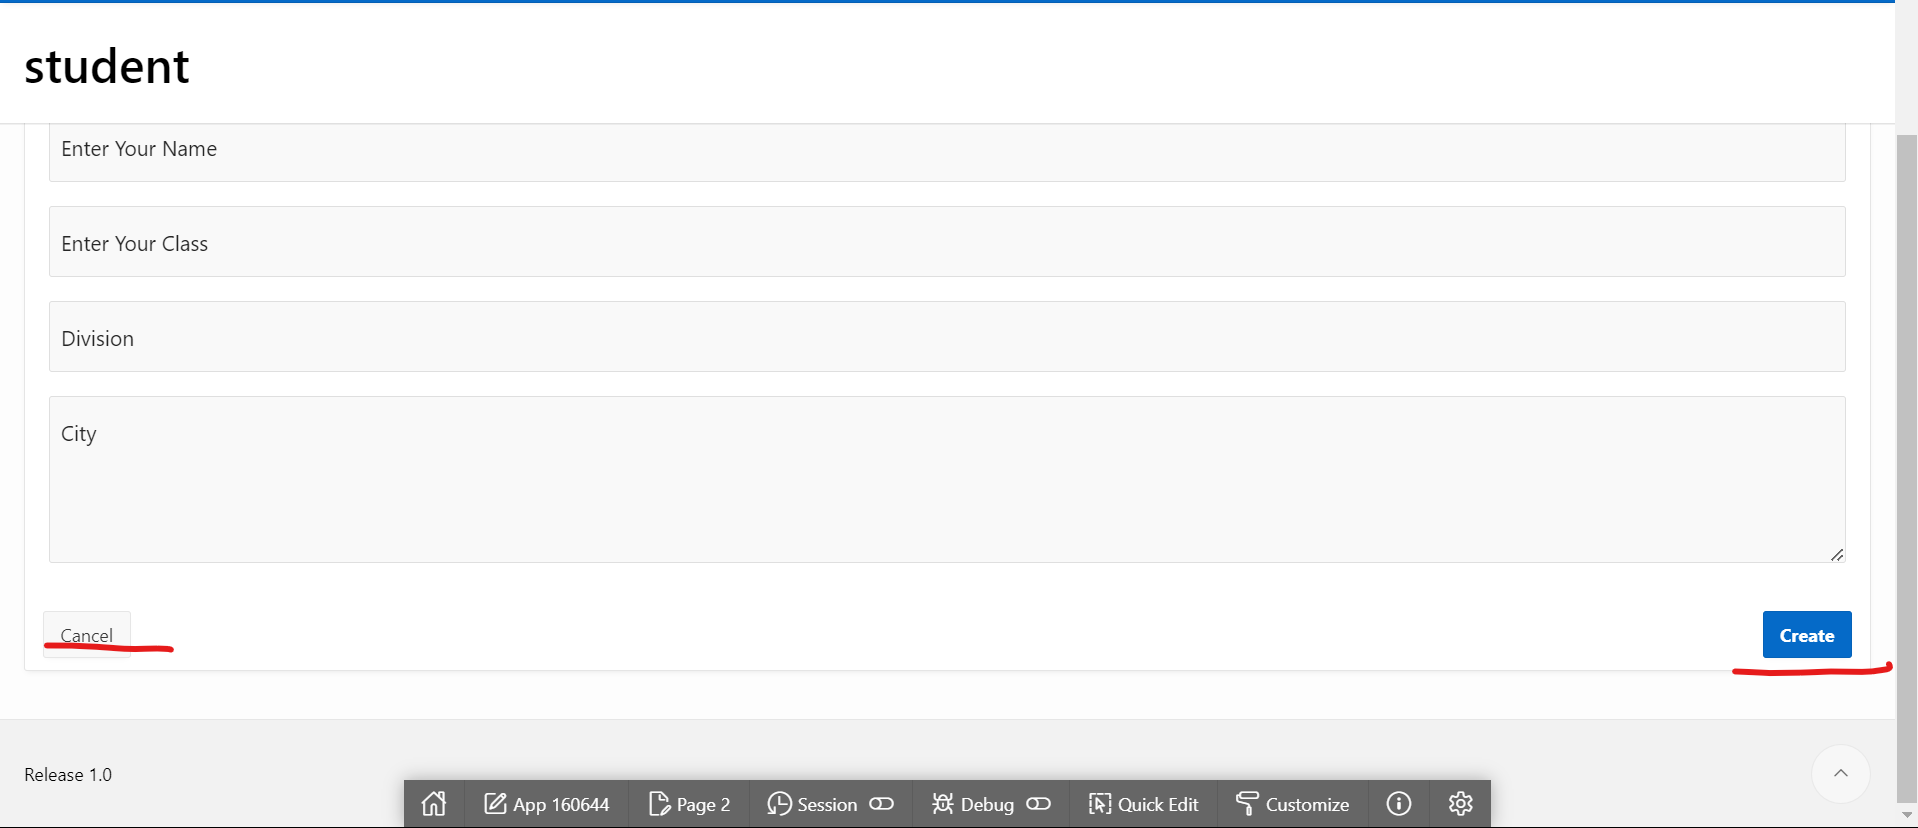 student
Enter Your Name
Enter Your Class
Division
City
Cancel
Create
Release 1.0
App 160644 Page 2 Session Debug Quick Edit Customize